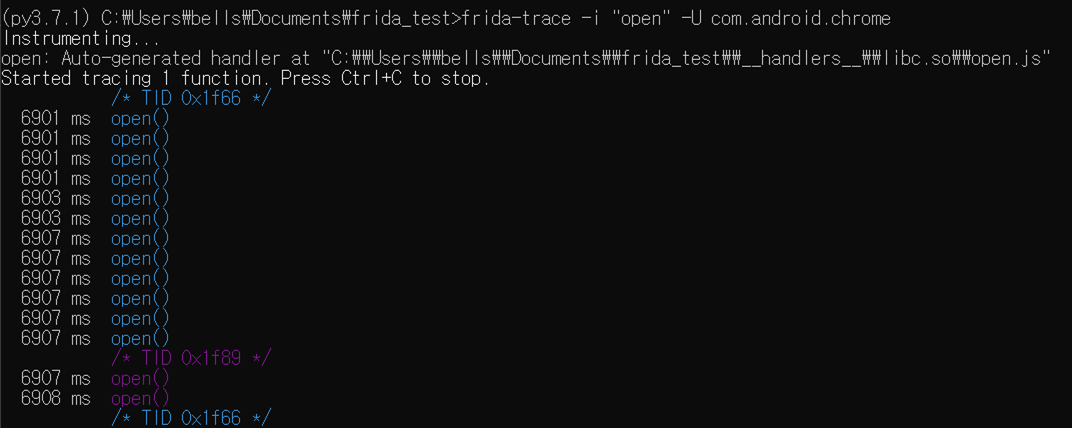 (py3.7.1) C:₩Users₩bells₩Documents₩frida_test>frida-trace -i "open" -U com.android.chrome
Instrumenting...
open: Auto-generated handler at "C:₩₩Users₩₩bells₩₩Documents₩₩frida_test₩₩__handlers__₩₩libc.so₩₩open.js"
Started tracing 1 function. Press Ctrl+C to stop.
/* TID 0x1f66 */
6901 ms open()
6901 ms open()
6901 ms open()
6901 ms open()
6903 ms open()
6903 ms open()
6907 ms open()
6907 ms open()
6907 ms open()
6907 ms open()
6907 ms open()
6907 ms open()
/* TID 0x1f89 */
6907 ms open()
6908 ms open()
/* TID 0x1f66 */